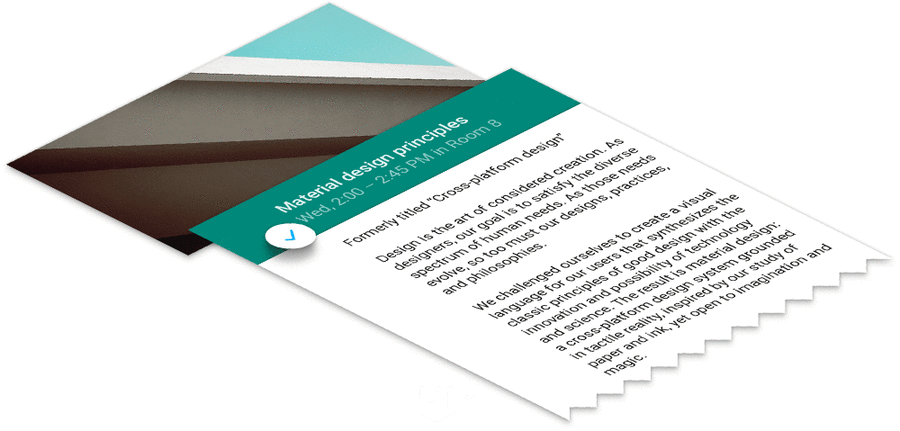 Material design principles
Wed, 2:00 – 2:45 PM in Room 8
Formerly titled “Cross-platform design”
Design is the art of considered creation. As
designers, our goal is to satisfy the diverse
spectrum of human needs. As those needs
evolve, so too must our designs, practices,
and philosophies.
We challenged ourselves to create a visual
language for our users that synthesizes the
classic principles of good design with the
innovation and possibility of technology
and science. The result is material design:
a cross-platform design system grounded
in tactile reality, inspired by our study of
paper and ink, yet open to imagination and
magic.